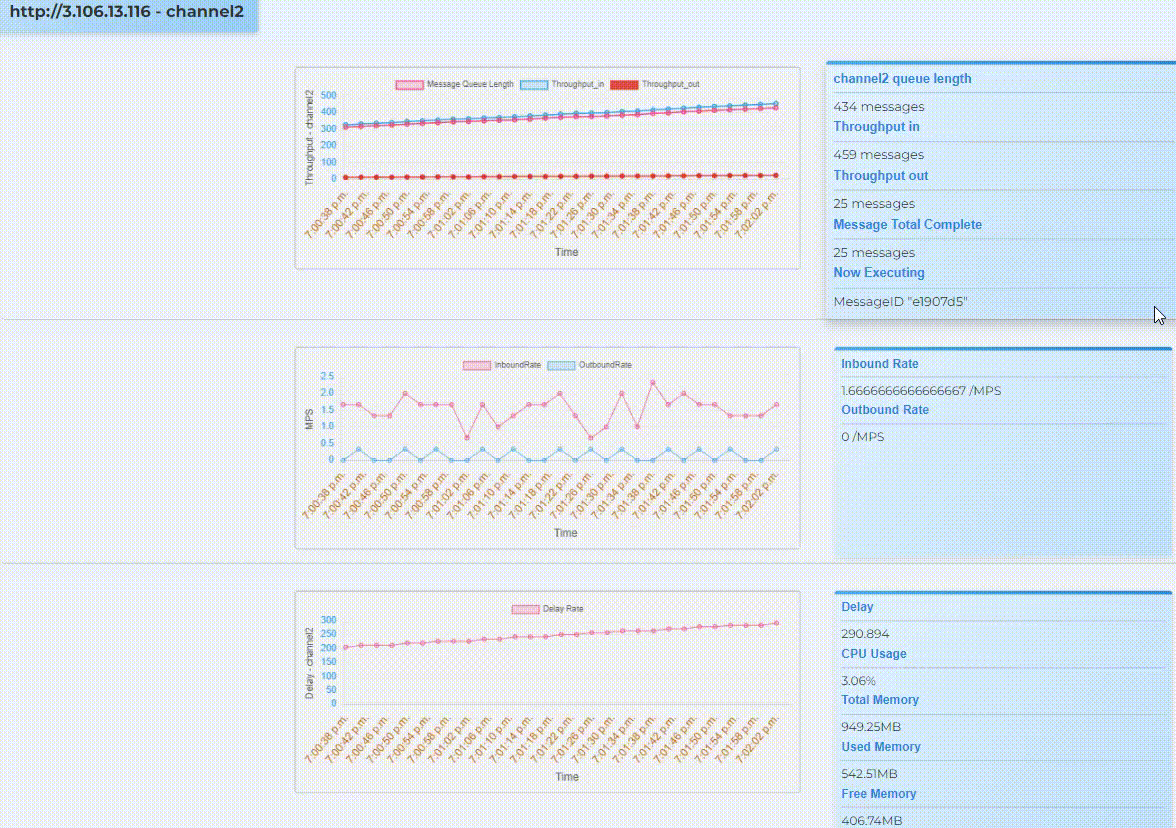 http://3.106.13.116 - channel2
Message Queue Length Throughput_in Throughput_out
Throughput - channel2
500
400
300
200
100
0
7:00:38 p.m.
7:00:42 p.m.
7:00:46 p.m.
7:00:50 p.m.
7:00:54 p.m.
7:00:58 p.m.
7:01:02 p.m.
7:01:06 p.m.
7:01:10 p.m.
7:01:14 p.m.
7:01:18 p.m.
7:01:22 p.m.
7:01:26 p.m.
7:01:30 p.m.
7:01:34 p.m.
7:01:38 p.m.
7:01:42 p.m.
7:01:46 p.m.
7:01:50 p.m.
7:01:54 p.m.
7:01:58 p.m.
7:02:02 p.m.
Time
channel2 queue length
434 messages
Throughput in
459 messages
Throughput out
25 messages
Message Total Complete
25 messages
Now Executing
MessageID "e1907d5"
InboundRate OutboundRate
MPS
2.5
2.0
1.5
1.0
0.5
0
7:00:38 p.m.
7:00:42 p.m.
7:00:46 p.m.
7:00:50 p.m.
7:00:54 p.m.
7:00:58 p.m.
7:01:02 p.m.
7:01:06 p.m.
7:01:10 p.m.
7:01:14 p.m.
7:01:18 p.m.
7:01:22 p.m.
7:01:26 p.m.
7:01:30 p.m.
7:01:34 p.m.
7:01:38 p.m.
7:01:42 p.m.
7:01:46 p.m.
7:01:50 p.m.
7:01:54 p.m.
7:01:58 p.m.
7:02:02 p.m.
Time
Inbound Rate
1.6666666666666667 /MPS
Outbound Rate
0 /MPS
Delay Rate
Delay - channel2
300
250
200
150
100
50
0
7:00:38 p.m.
7:00:42 p.m.
7:00:46 p.m.
7:00:50 p.m.
7:00:54 p.m.
7:00:58 p.m.
7:01:02 p.m.
7:01:06 p.m.
7:01:10 p.m.
7:01:14 p.m.
7:01:18 p.m.
7:01:22 p.m.
7:01:26 p.m.
7:01:30 p.m.
7:01:34 p.m.
7:01:38 p.m.
7:01:42 p.m.
7:01:46 p.m.
7:01:50 p.m.
7:01:54 p.m.
7:01:58 p.m.
7:02:02 p.m.
Time
Delay
290.894
CPU Usage
3.06%
Total Memory
949.25MB
Used Memory
542.51MB
Free Memory
406.74MB